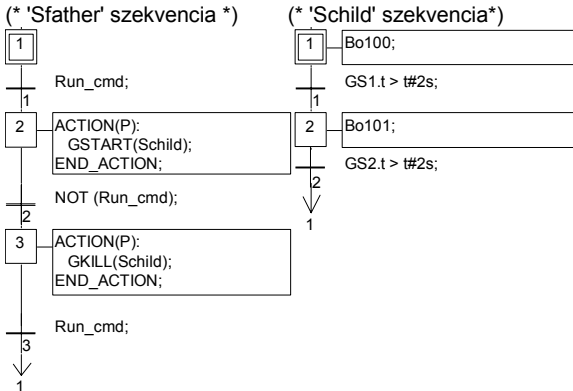 (* 'Sfather' szekvencia *)
1
Run_cmd;
1
2
ACTION(P):
GSTART(Schild);
END_ACTION;
NOT (Run_cmd);
2
3
ACTION(P):
GKILL(Schild);
END_ACTION;
Run_cmd;
3
1
(* 'Schild' szekvencia*)
1
Bo100;
GS1.t > t#2s;
1
2
Bo101;
GS2.t > t#2s;
2
1